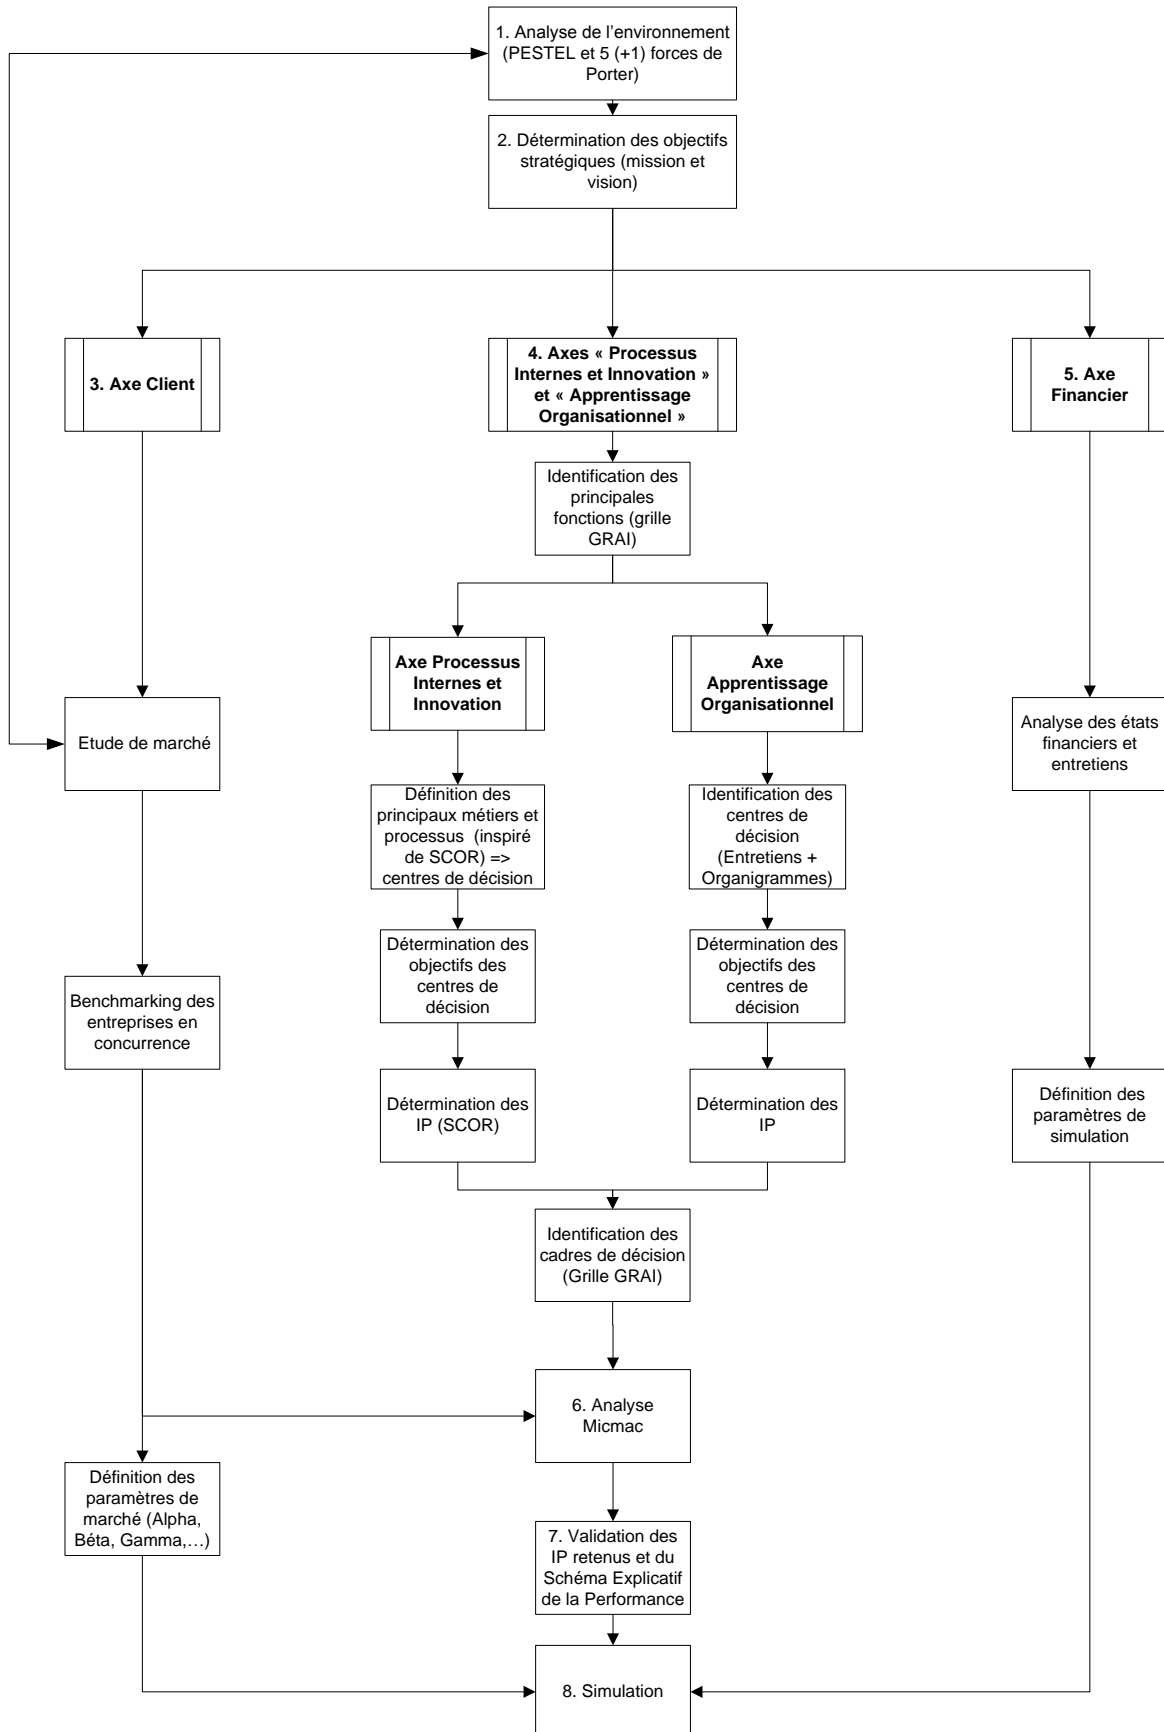 1. Analyse de l’environnement
(PESTEL et 5 (+1) forces de
Porter)
2. Détermination des objectifs
stratégiques (mission et
vision)
3. Axe Client
4. Axes « Processus
Internes et Innovation »
et « Apprentissage
Organisationnel »
5. Axe
Financier
Identification des
principales
fonctions (grille
GRAI)
Axe Processus
Internes et
Innovation
Axe
Apprentissage
Organisationnel
Etude de marché
Analyse des états
financiers et
entretiens
Définition des
principaux métiers et
processus (inspiré
de SCOR) =>
centres de décision
Identification des
centres de
décision
(Entretiens +
Organigrammes)
Détermination des
objectifs des
centres de
décision
Détermination des
objectifs des
centres de
décision
Benchmarking des
entreprises en
concurrence
Détermination des
IP (SCOR)
Détermination des
IP
Définition des
paramètres de
simulation
Identification des
cadres de décision
(Grille GRAI)
6. Analyse
Micmac
Définition des
paramètres de
marché (Alpha,
Béta, Gamma,…)
7. Validation des
IP retenus et du
Schéma Explicatif
de la Performance
8. Simulation